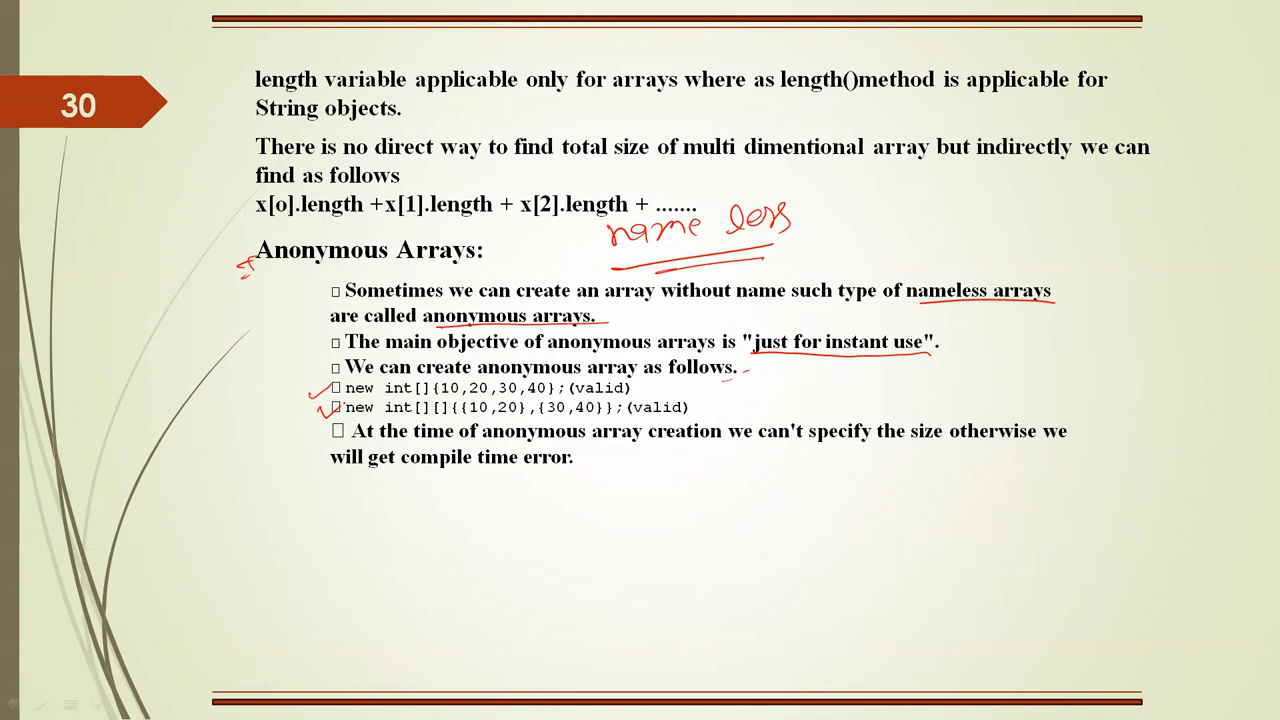 30
length variable applicable only for arrays where as length()method is applicable for
String objects.
There is no direct way to find total size of multi dimentional array but indirectly we can
find as follows
x[o].length +x[1].length + x[2].length + .......
name less
Anonymous Arrays:
Sometimes we can create an array without name such type of nameless arrays
are called anonymous arrays.
The main objective of anonymous arrays is "just for instant use".
We can create anonymous array as follows.
new int[]{10,20,30,40};(valid)
new int[][]{{10,20},{30,40}};(valid)
At the time of anonymous array creation we can't specify the size otherwise we
will get compile time error.